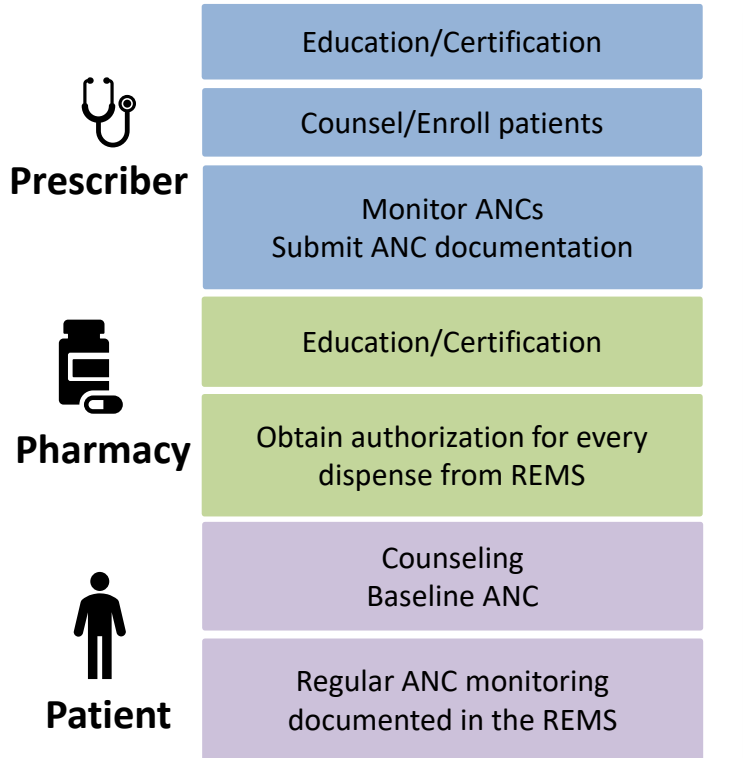 Prescriber
Education/Certification
Counsel/Enroll patients
Monitor ANCs
Submit ANC documentation
Pharmacy
Education/Certification
Obtain authorization for every
dispense from REMS
Patient
Counseling
Baseline ANC
Regular ANC monitoring
documented in the REMS